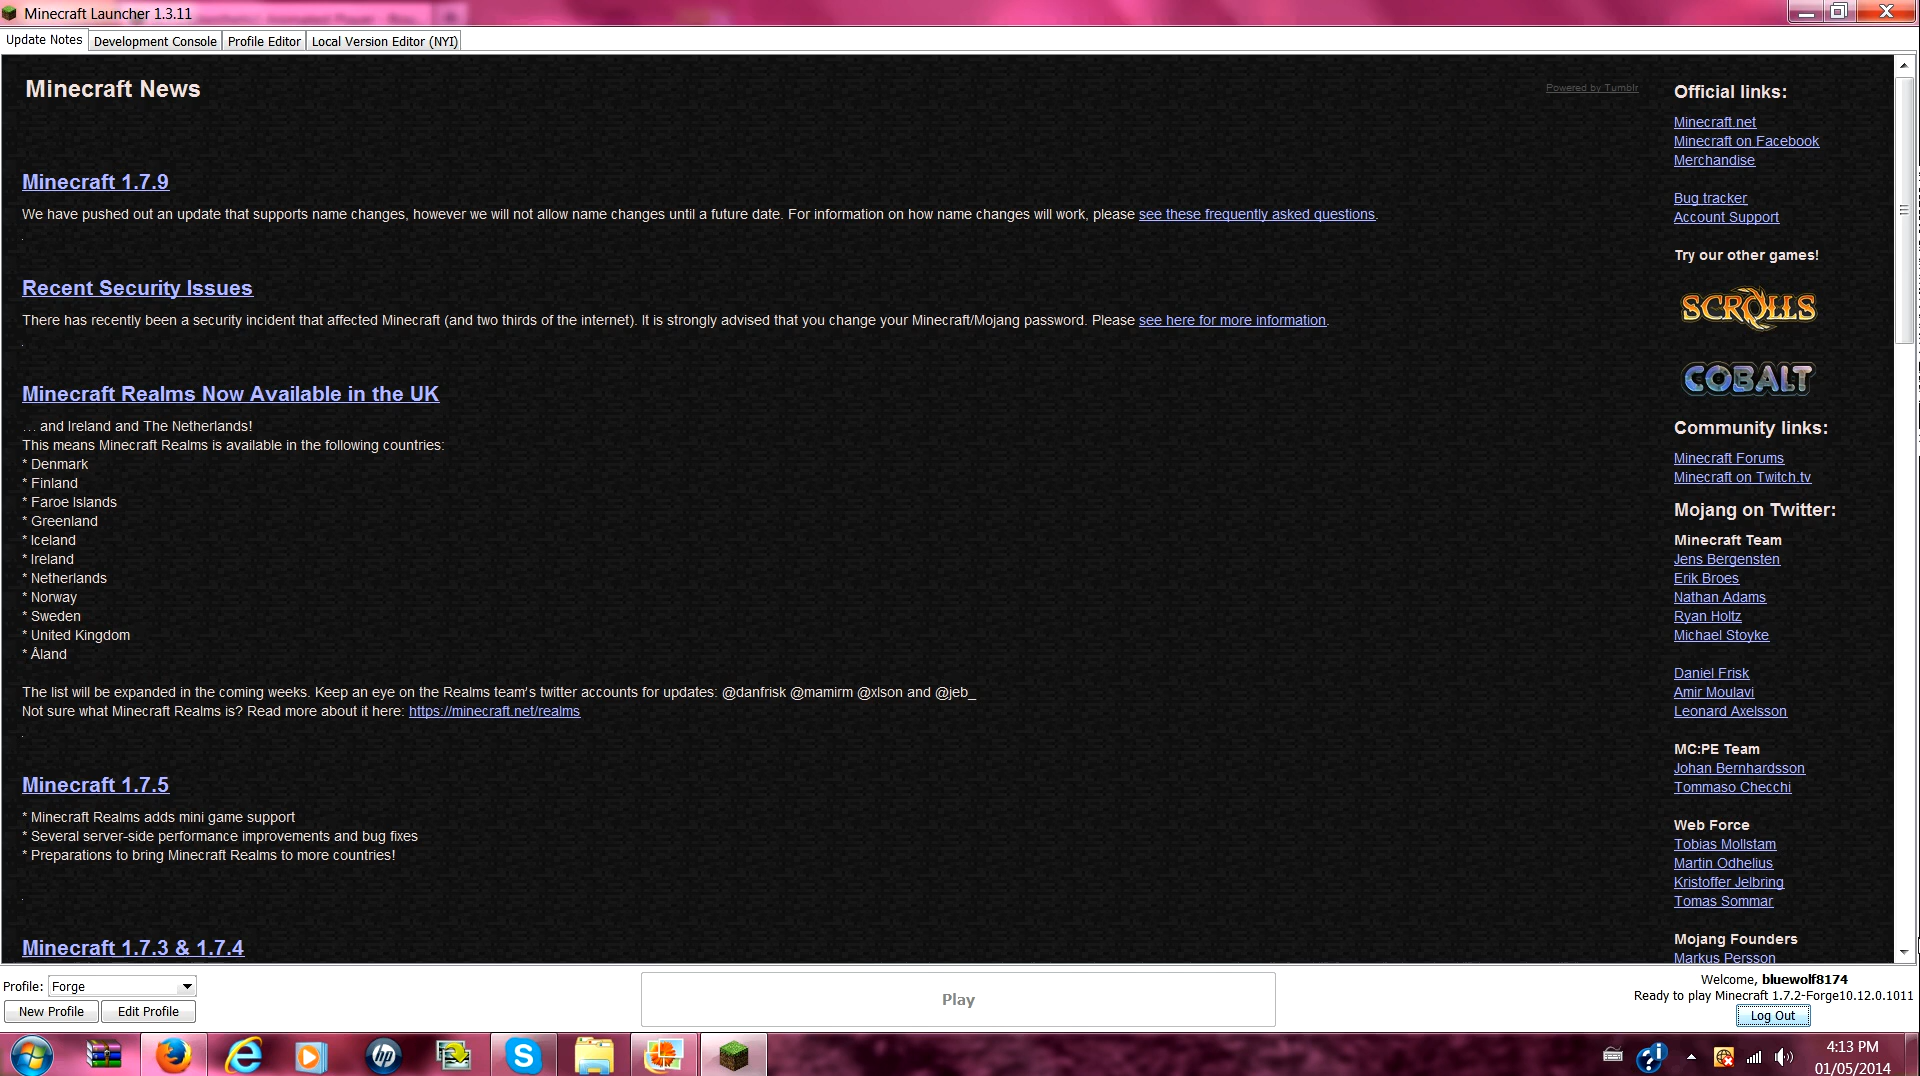 Minecraft Launcher 1.3.11
Update Notes
Development Console
Profile Editor
Local Version Editor (NYI)
Minecraft News
Powered by Tumblr
Minecraft 1.7.9
We have pushed out an update that supports name changes, however we will not allow name changes until a future date. For information on how name changes will work, please see these frequently asked questions.
Recent Security Issues
There has recently been a security incident that affected Minecraft (and two thirds of the internet). It is strongly advised that you change your Minecraft/Mojang password. Please see here for more information.
Minecraft Realms Now Available in the UK
… and Ireland and The Netherlands!
This means Minecraft Realms is available in the following countries:
* Denmark
* Finland
* Faroe Islands
* Greenland
* Iceland
* Ireland
* Netherlands
* Norway
* Sweden
* United Kingdom
* Åland
The list will be expanded in the coming weeks. Keep an eye on the Realms team's twitter accounts for updates: @danfrisk @mamirm @xlson and @jeb_
Not sure what Minecraft Realms is? Read more about it here: https://minecraft.net/realms
Minecraft 1.7.5
* Minecraft Realms adds mini game support
* Several server-side performance improvements and bug fixes
* Preparations to bring Minecraft Realms to more countries!
Minecraft 1.7.3 & 1.7.4
Official links:
Minecraft.net
Minecraft on Facebook
Merchandise
Bug tracker
Account Support
Try our other games!
SCROLLS
COBALT
Community links:
Minecraft Forums
Minecraft on Twitch.tv
Mojang on Twitter:
Minecraft Team
Jens Bergensten
Erik Broes
Nathan Adams
Ryan Holtz
Michael Stoyke
Daniel Frisk
Amir Moulavi
Leonard Axelsson
MC:PE Team
Johan Bernhardsson
Tommaso Checchi
Web Force
Tobias Mollstam
Martin Odhelius
Kristoffer Jelbring
Tomas Sommar
Mojang Founders
Markus Persson
Profile: Forge
New Profile
Edit Profile
Play
Welcome, bluewolf8174
Ready to play Minecraft 1.7.2-Forge10.12.0.1011
Log Out
hp
4:13 PM
01/05/2014